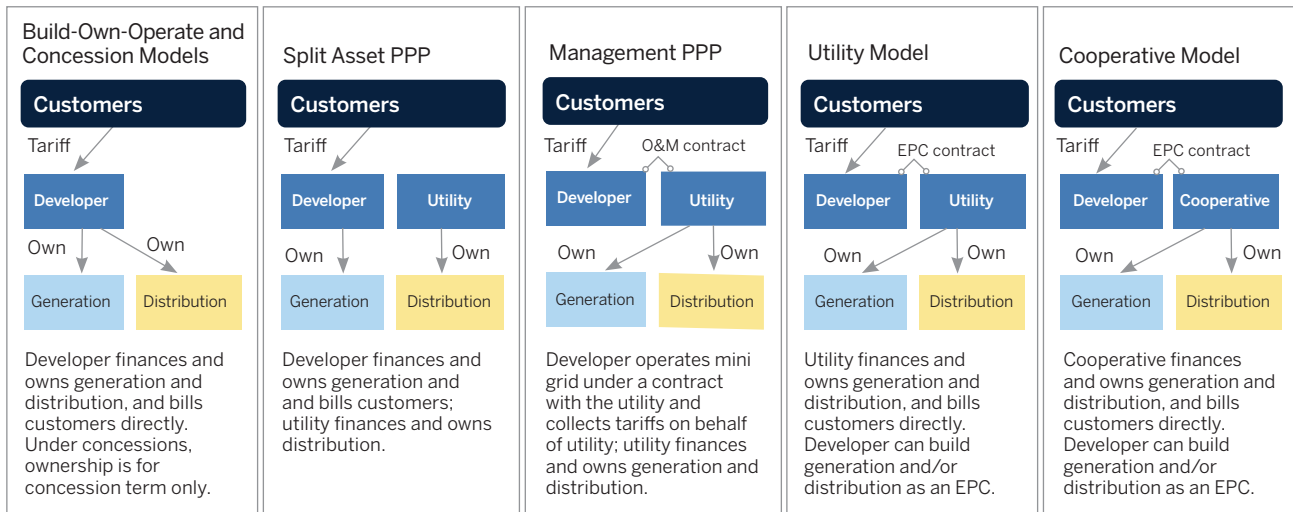 Build-Own-Operate and
Concession Models
Customers
Tariff
Developer
Own
Own
Generation
Distribution
Developer finances and
owns generation and
distribution, and bills
customers directly.
Under concessions,
ownership is for
concession term only.
Split Asset PPP
Customers
Tariff
Developer
Utility
Own
Own
Generation
Distribution
Developer finances and
owns generation and
and bills customers;
utility finances and owns
distribution.
Management PPP
Customers
Tariff
O&M contract
Developer
Utility
Own
Own
Generation
Distribution
Developer operates mini
grid under a contract
with the utility and
collects tariffs on behalf
of utility; utility finances
and owns generation and
distribution.
Utility Model
Customers
Tariff
EPC contract
Developer
Utility
Own
Own
Generation
Distribution
Utility finances and
owns generation and
distribution, and bills
customers directly.
Developer can build
generation and/or
distribution as an EPC.
Cooperative Model
Customers
Tariff
EPC contract
Developer
Cooperative
Own
Own
Generation
Distribution
Cooperative finances
and owns generation and
distribution, and bills
customers directly.
Developer can build
generation and/or
distribution as an EPC.